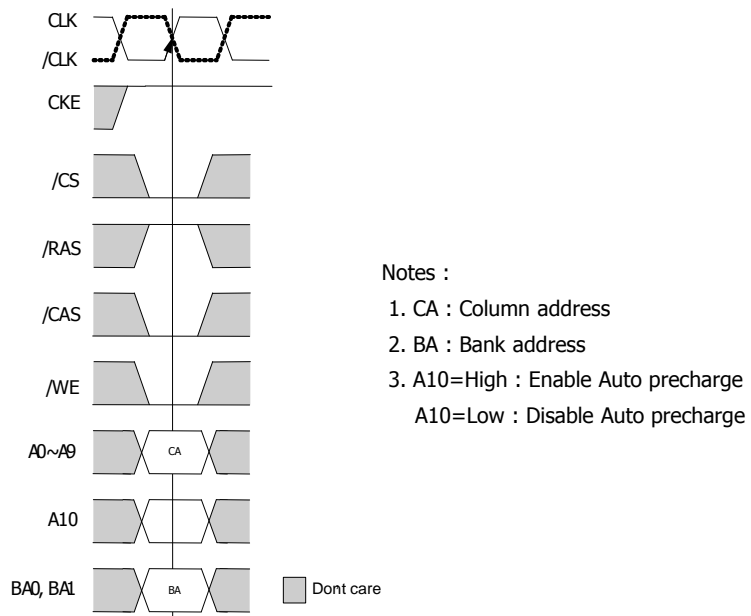 CLK
/CLK
CKE
/CS
/RAS
/CAS
/WE
A0~A9
CA
A10
BA0, BA1
BA
Dont care
Notes :
1. CA : Column address
2. BA : Bank address
3. A10=High : Enable Auto precharge
A10=Low : Disable Auto precharge